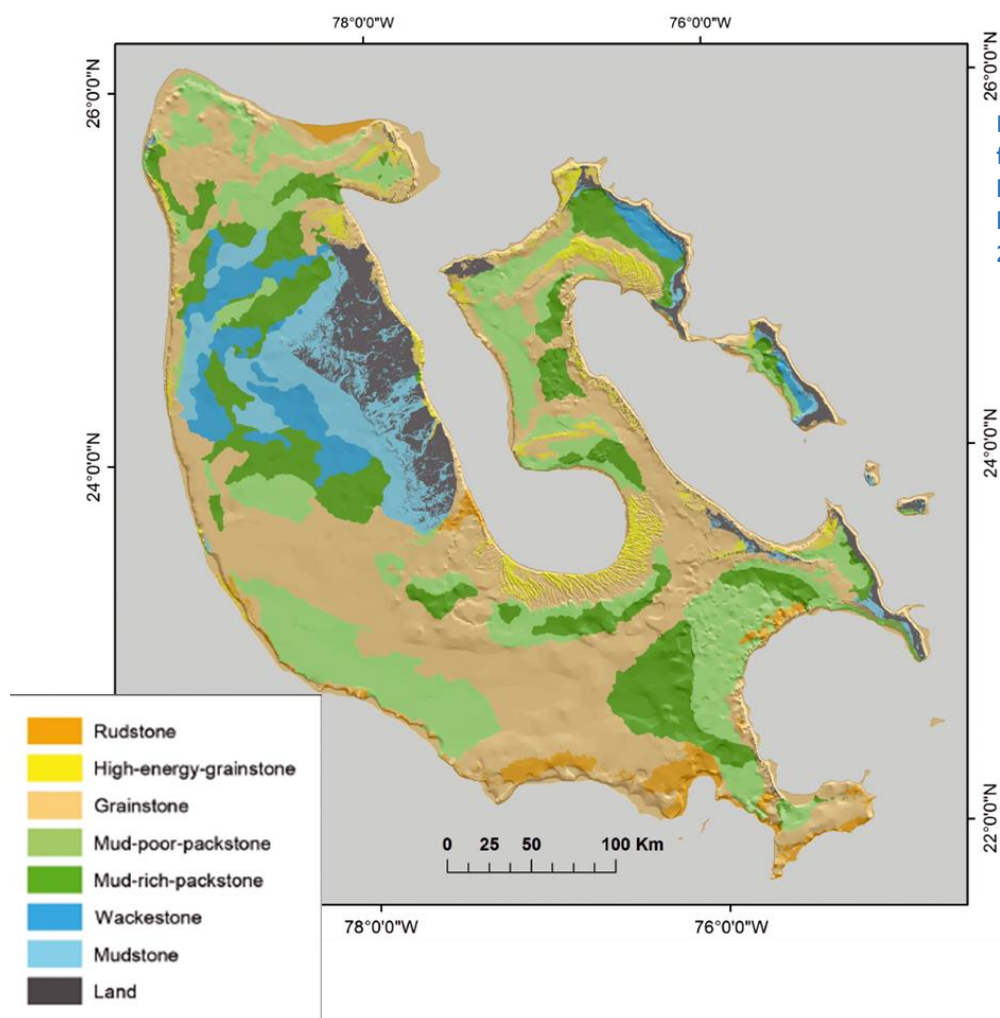 78°0'0"W 76°0'0"W
26°0'0"N 26°0'0"N
24°0'0"N 24°0'0"N
22°0'0"N
0 25 50 100 Km
78°0'0"W 76°0'0"W
Rudstone
High-energy-grainstone
Grainstone
Mud-poor-packstone
Mud-rich-packstone
Wackestone
Mudstone
Land